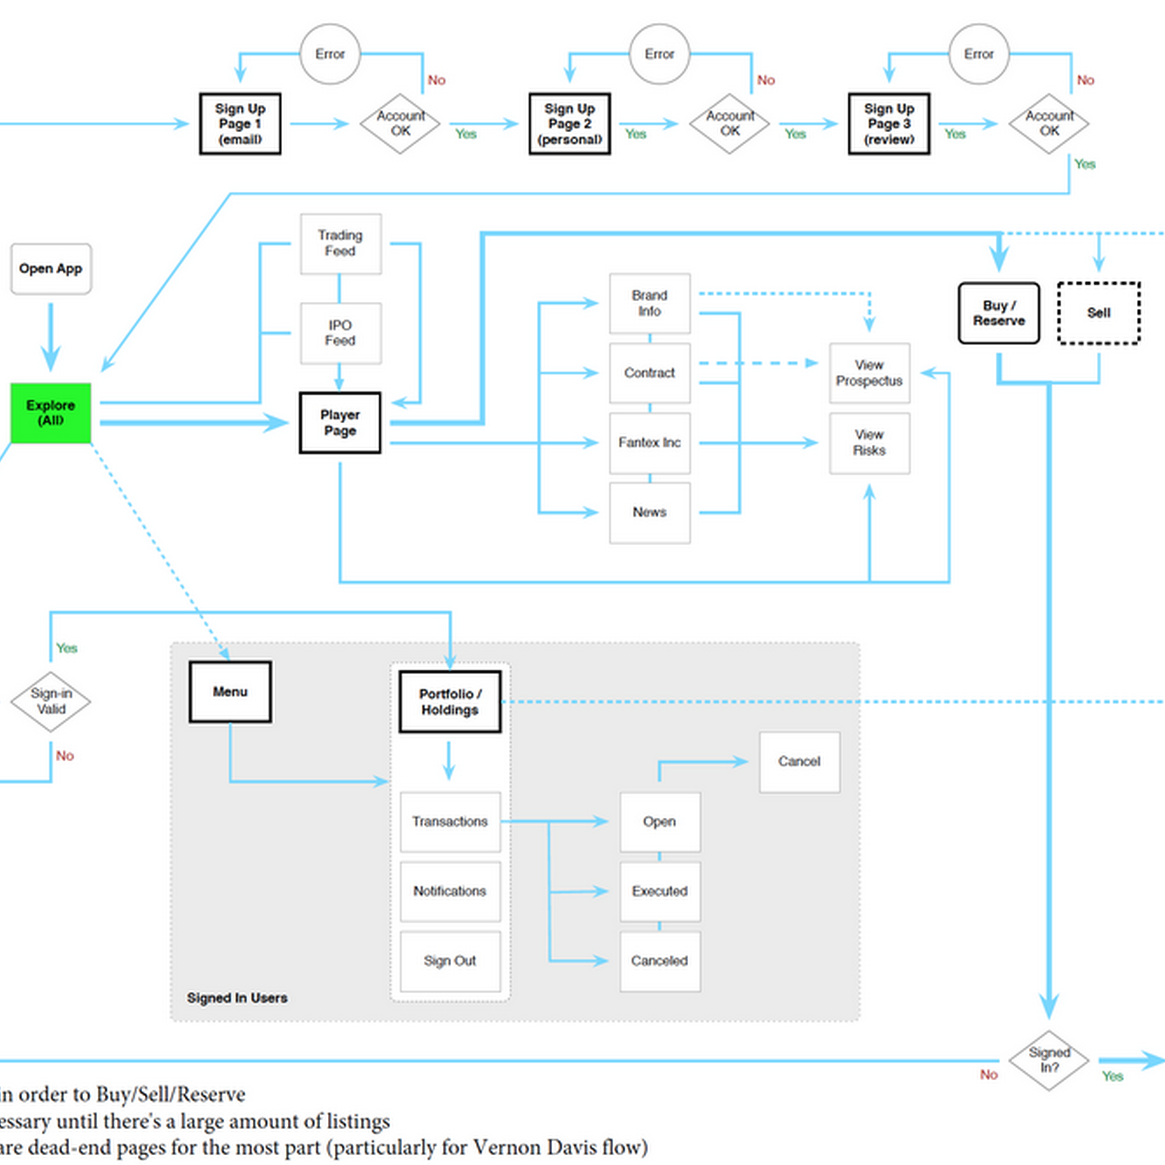 Error
Error
Error
No
No
No
Sign Up
Page 1
(email)
Account
OK
Yes
Sign Up
Page 2
(personal)
Yes
Account
OK
Yes
Sign Up
Page 3
(review)
Yes
Account
OK
Yes
Open App
Trading
Feed
IPO
Feed
Brand
Info
Buy /
Reserve
Sell
Explore
(All)
Player
Page
Contract
View
Prospectus
Fantex Inc
View
Risks
News
Yes
Sign-in
Valid
No
Menu
Portfolio /
Holdings
Cancel
Transactions
Open
Notifications
Executed
Sign Out
Canceled
Signed In Users
Signed
In?
No
Yes
in order to Buy/Sell/Reserve
essary until there's a large amount of listings
are dead-end pages for the most part (particularly for Vernon Davis flow)